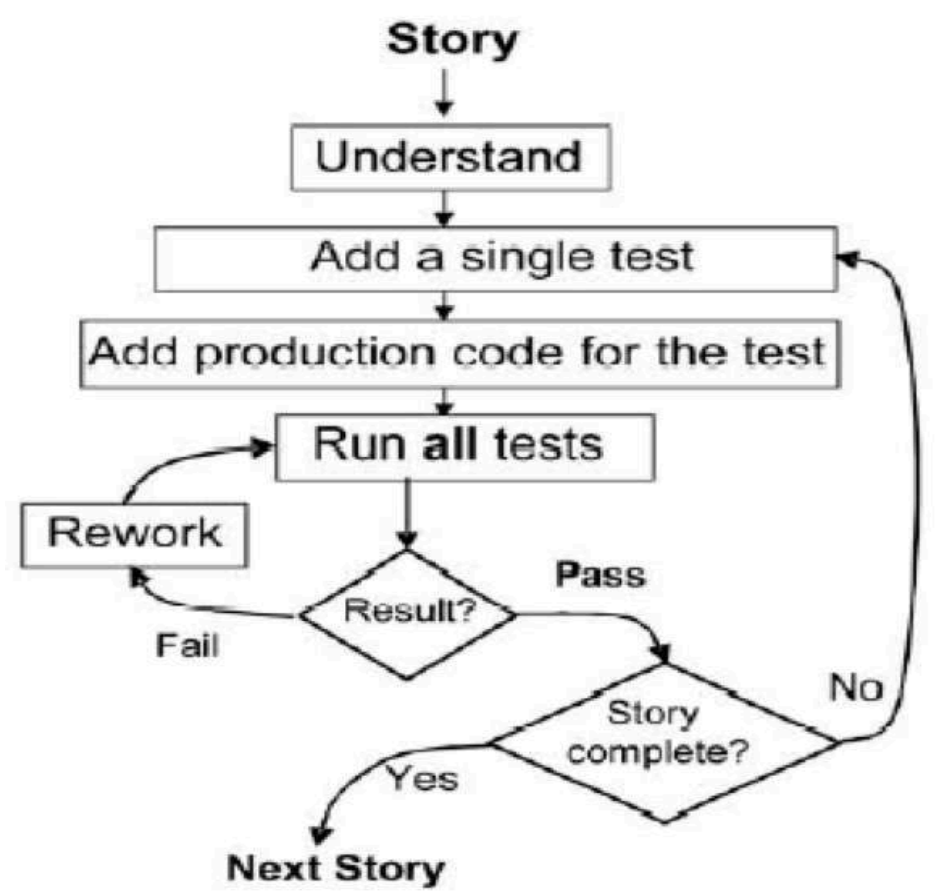 Story
Understand
Add a single test
Add production code for the test
Run all tests
Rework
Result?
Pass
Fail
Story
complete?
No
Yes
Next Story